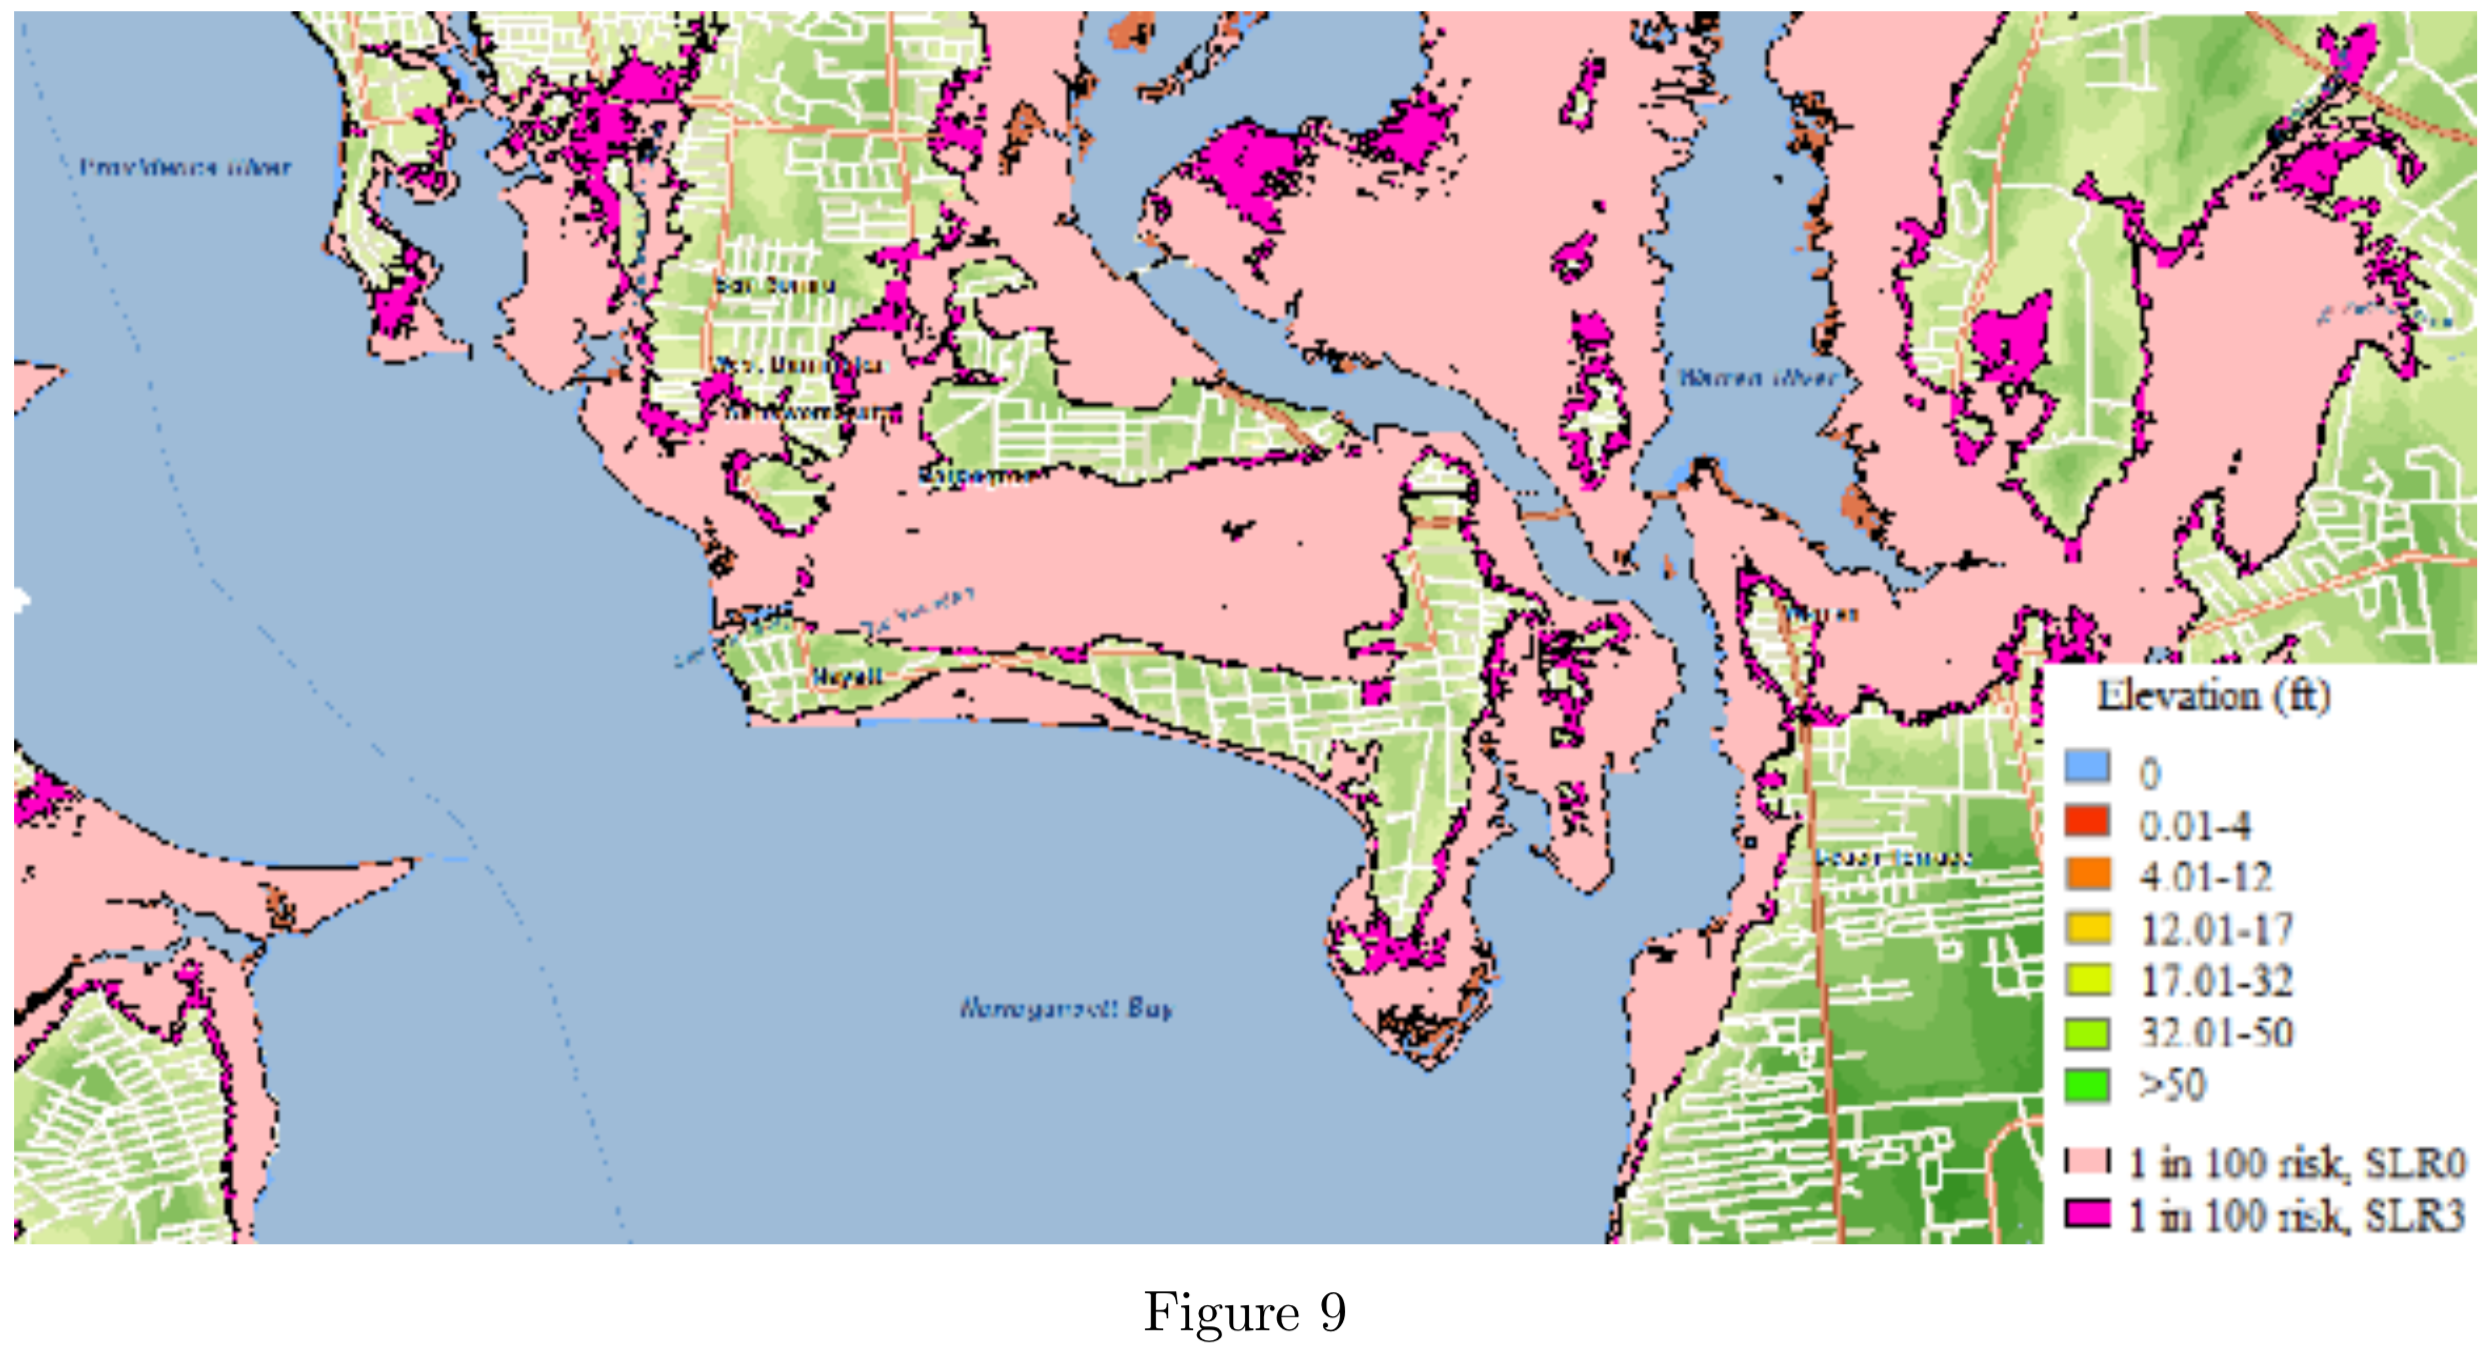 Providence River
West Barrington
Warren River
Nayatt
Warren
Narragansett Bay
Elevation (ft)
0
0.01-4
4.01-12
12.01-17
17.01-32
32.01-50
>50
1 in 100 risk, SLR0
1 in 100 risk, SLR3
Figure 9